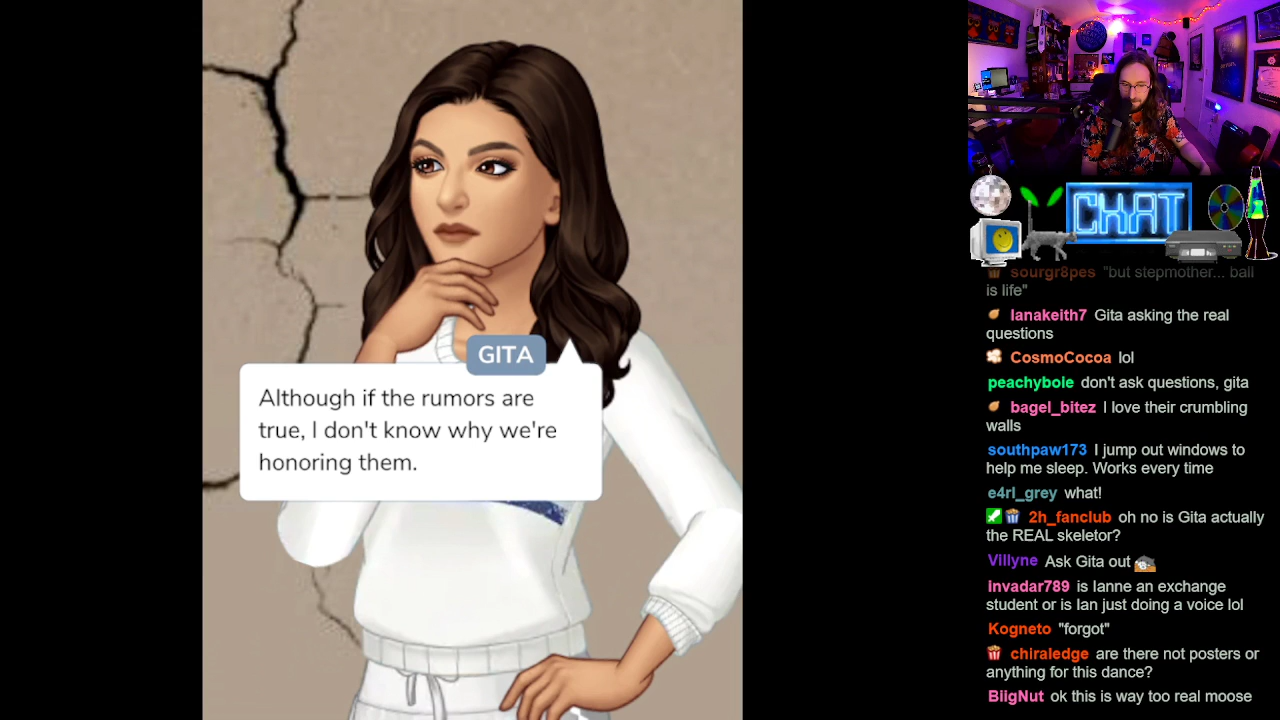 GITA
Although if the rumors are
true, I don't know why we're
honoring them.
CHAT
sourgr8pes "but stepmother... ball
is life"
lanakeith7 Gita asking the real
questions
CosmoCocoa lol
peachybole don't ask questions, gita
bagel_bitez I love their crumbling
walls
southpaw173 I jump out windows to
help me sleep. Works every time
e4rl_grey what!
2h_fanclub oh no is Gita actually
the REAL skeletor?
Villyne Ask Gita out
invadar789 is Ianne an exchange
student or is Ian just doing a voice lol
Kogneto "forgot"
chiraledge are there not posters or
anything for this dance?
BiigNut ok this is way too real moose